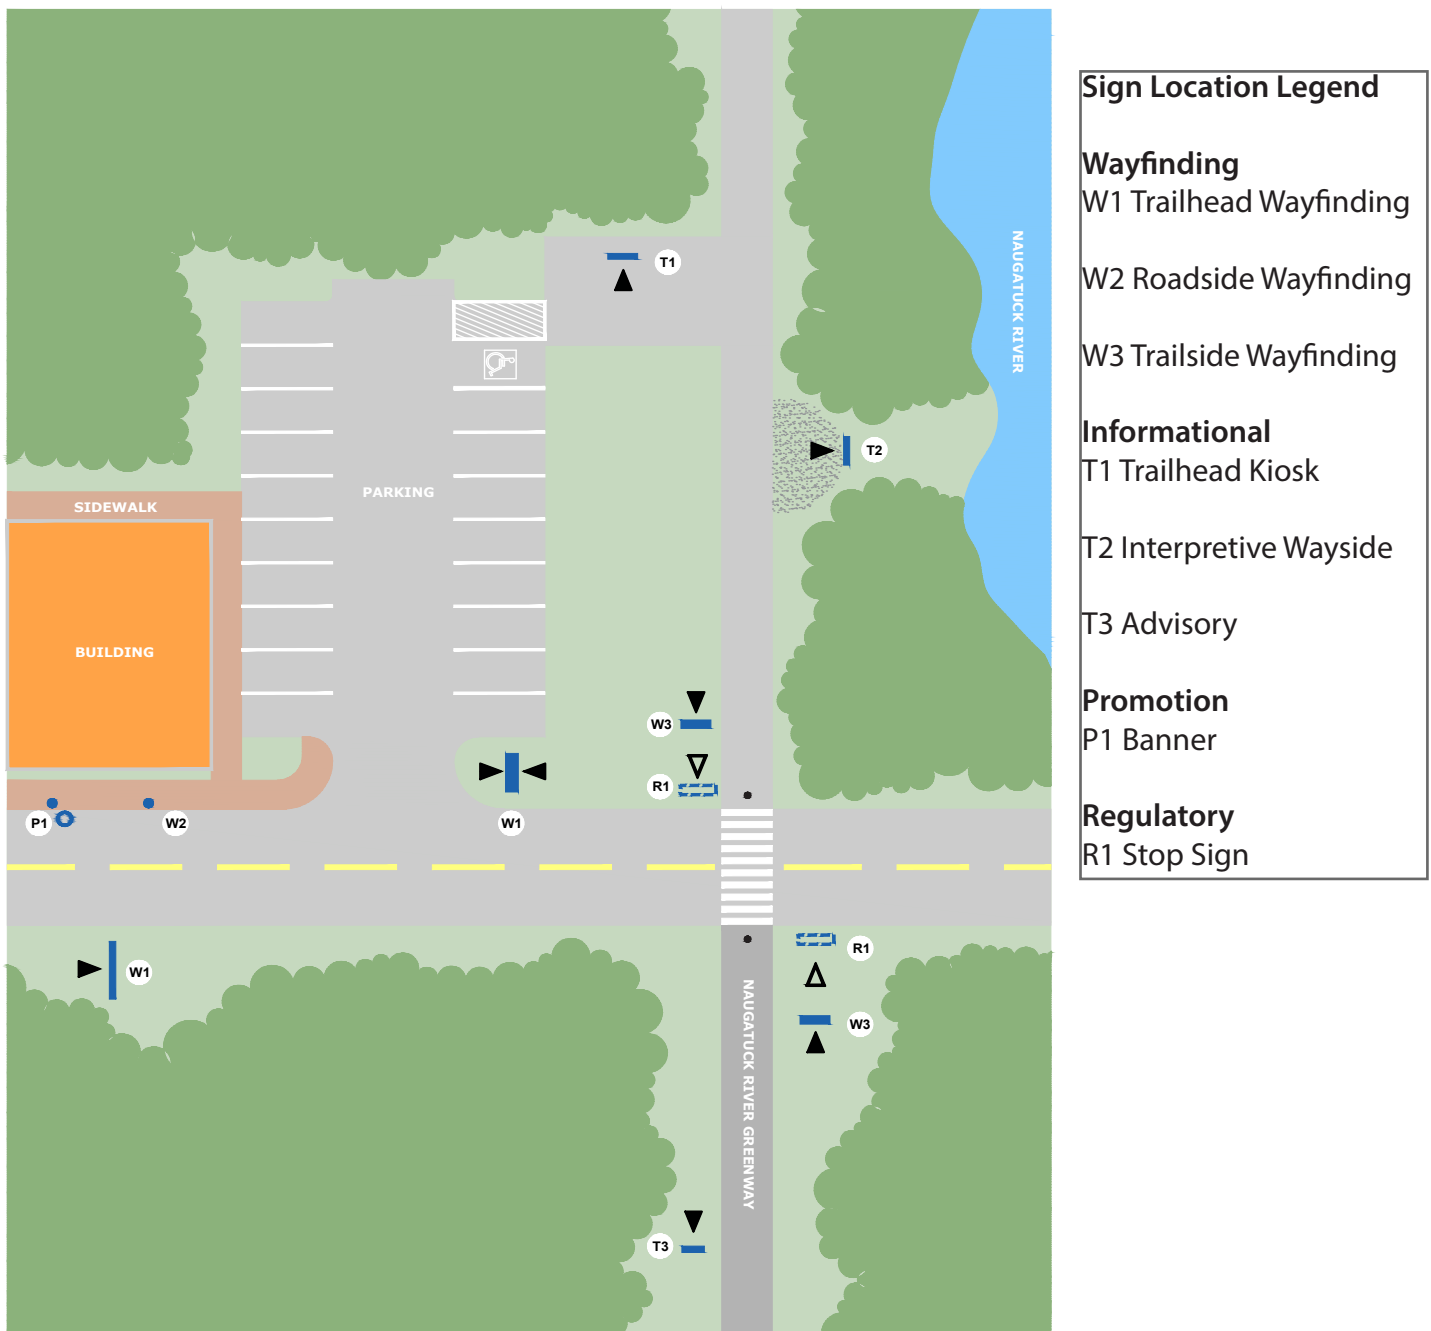 T1
NAUGATUCK RIVER
T2
PARKING
SIDEWALK
BUILDING
W3
R1
P1
W2
W1
W1
R1
W3
NAUGATUCK RIVER GREENWAY
T3
Sign Location Legend
Wayfinding
W1 Trailhead Wayfinding
W2 Roadside Wayfinding
W3 Trailside Wayfinding
Informational
T1 Trailhead Kiosk
T2 Interpretive Wayside
T3 Advisory
Promotion
P1 Banner
Regulatory
R1 Stop Sign